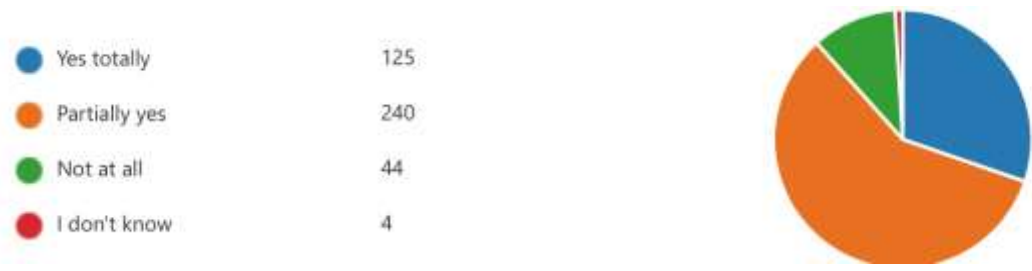 Yes totally 125
Partially yes 240
Not at all 44
I don't know 4